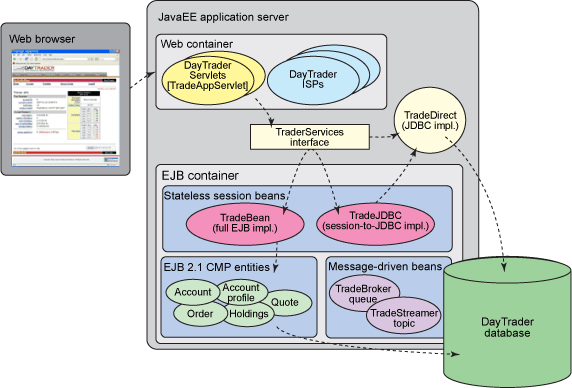 JavaEE application server
Web browser
DAYTRADER
Web container
DayTrader
Servlets
[TradeAppServlet]
DayTrader
ISPs
TradeDirect
(JDBC impl.)
TraderServices
interface
EJB container
Stateless session beans
TradeBean
(full EJB impl.)
TradeJDBC
(session-to-JDBC impl.)
EJB 2.1 CMP entities
Account
Account
profile
Quote
Order
Holdings
Message-driven beans
TradeBroker
queue
TradeStreamer
topic
DayTrader
database